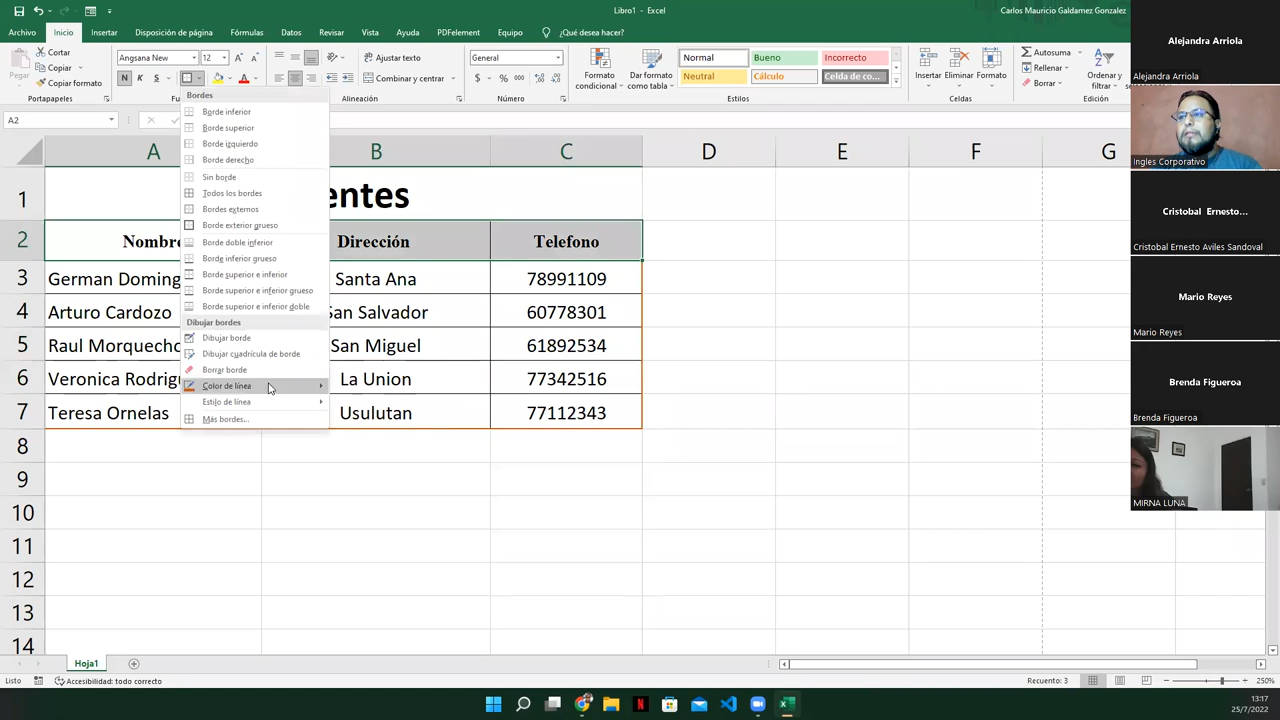 Libro1 - Excel
Carlos Mauricio Galdamez Gonzalez
Archivo Inicio Insertar Disposición de página Fórmulas Datos Revisar Vista Ayuda PDFelement Equipo ¿Qué desea hacer?
Pegar
Cortar
Copiar
Copiar formato
Portapapeles
Angsana New 12
N K S
Ajustar texto
Combinar y centrar
Alineación
General
$ % 000
Número
Formato condicional
Dar formato como tabla
Normal Bueno Incorrecto
Neutral Cálculo Celda de co...
Estilos
Insertar Eliminar Formato
Celdas
Autosuma
Rellenar
Borrar
Ordenar y filtrar
Edición
A2
Bordes
Borde inferior
Borde superior
Borde izquierdo
Borde derecho
Sin borde
Todos los bordes
Bordes externos
Borde exterior grueso
Borde doble inferior
Borde inferior grueso
Borde superior e inferior
Borde superior e inferior grueso
Borde superior e inferior doble
Dibujar bordes
Dibujar borde
Dibujar cuadrícula de borde
Borrar borde
Color de línea
Estilo de línea
Más bordes...
A B C D E F G
1 entes
2 Nombre Dirección Telefono
3 German Doming Santa Ana 78991109
4 Arturo Cardozo San Salvador 60778301
5 Raul Morquecho San Miguel 61892534
6 Veronica Rodrig La Union 77342516
7 Teresa Ornelas Usulutan 77112343
8
9
10
11
12
13
14
Hoja1
Listo
Accesibilidad: todo correcto
Recuento: 3
250%
13:17
25/7/2022
Alejandra Arriola
Alejandra Arriola
Ingles Corporativo
Cristobal Ernesto...
Cristobal Ernesto Aviles Sandoval
Mario Reyes
Mario Reyes
Brenda Figueroa
Brenda Figueroa
MIRNA LUNA